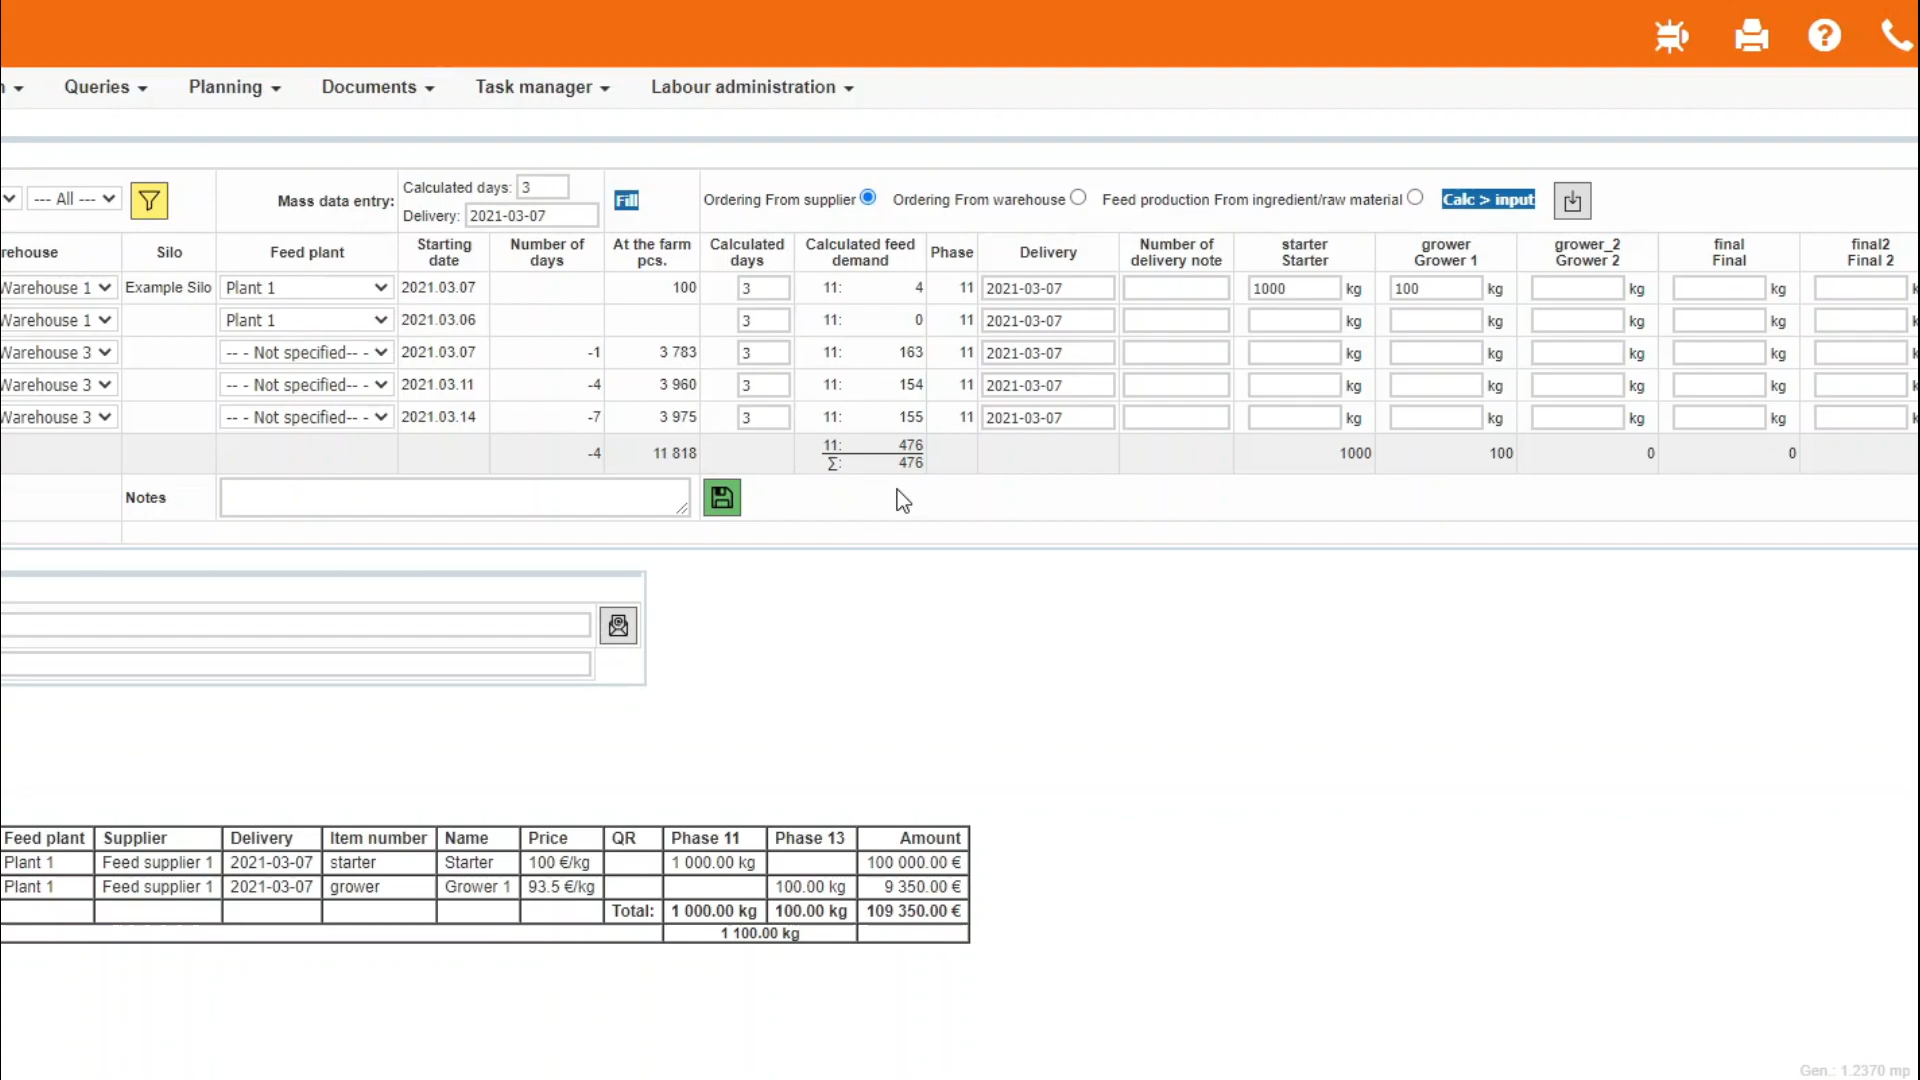 Queries Planning Documents Task manager Labour administration
--- All --- Mass data entry: Calculated days: 3 Fill Ordering From supplier Ordering From warehouse Feed production From ingredient/raw material Calc > input
Delivery: 2021-03-07
rehouse Silo Feed plant Starting date Number of days At the farm pcs. Calculated days Calculated feed demand Phase Delivery Number of delivery note starter Starter grower Grower 1 grower_2 Grower 2 final Final final2 Final 2
Warehouse 1 Example Silo Plant 1 2021.03.07 100 3 11: 4 11 2021-03-07 1000 kg 100 kg kg kg k
Warehouse 1 Plant 1 2021.03.06 3 11: 0 11 2021-03-07 kg kg kg kg k
Warehouse 3 -- - Not specified-- - 2021.03.07 -1 3 783 3 11: 163 11 2021-03-07 kg kg kg kg k
Warehouse 3 -- - Not specified-- - 2021.03.11 -4 3 960 3 11: 154 11 2021-03-07 kg kg kg kg k
Warehouse 3 -- - Not specified-- - 2021.03.14 -7 3 975 3 11: 155 11 2021-03-07 kg kg kg kg k
-4 11 818 11: 476 1000 100 0 0
∑: 476
Notes
Feed plant Supplier Delivery Item number Name Price QR Phase 11 Phase 13 Amount
Plant 1 Feed supplier 1 2021-03-07 starter Starter 100 €/kg 1 000.00 kg 100 000.00 €
Plant 1 Feed supplier 1 2021-03-07 grower Grower 1 93.5 €/kg 100.00 kg 9 350.00 €
Total: 1 000.00 kg 100.00 kg 109 350.00 €
1 100.00 kg
Gen.: 1.2370 mp